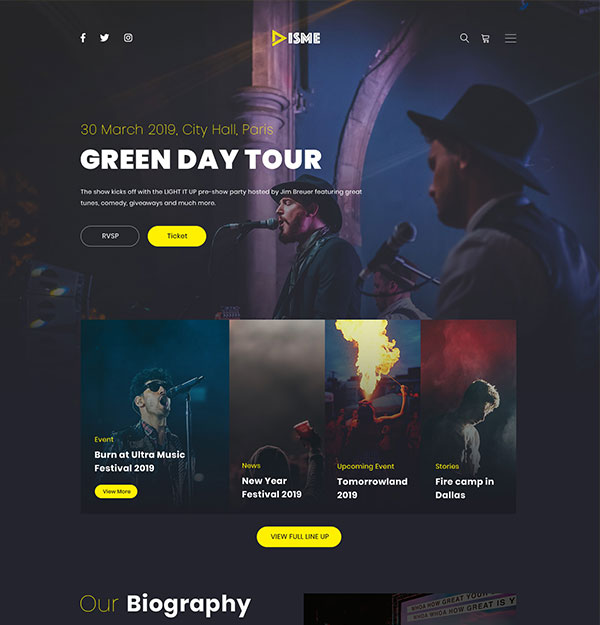 ISME
30 March 2019, City Hall, Paris
GREEN DAY TOUR
The show kicks off with the LIGHT IT UP pre-show party hosted by Jim Breuer featuring great
tunes, comedy, giveaways and much more.
RVSP
Ticket
Event
Burn at Ultra Music
Festival 2019
View More
News
New Year
Festival 2019
Upcoming Event
Tomorrowland
2019
Stories
Fire camp in
Dallas
VIEW FULL LINE UP
Our Biography
WHOA HOW GREAT YOUR
WHOA HOW GREAT IS Y